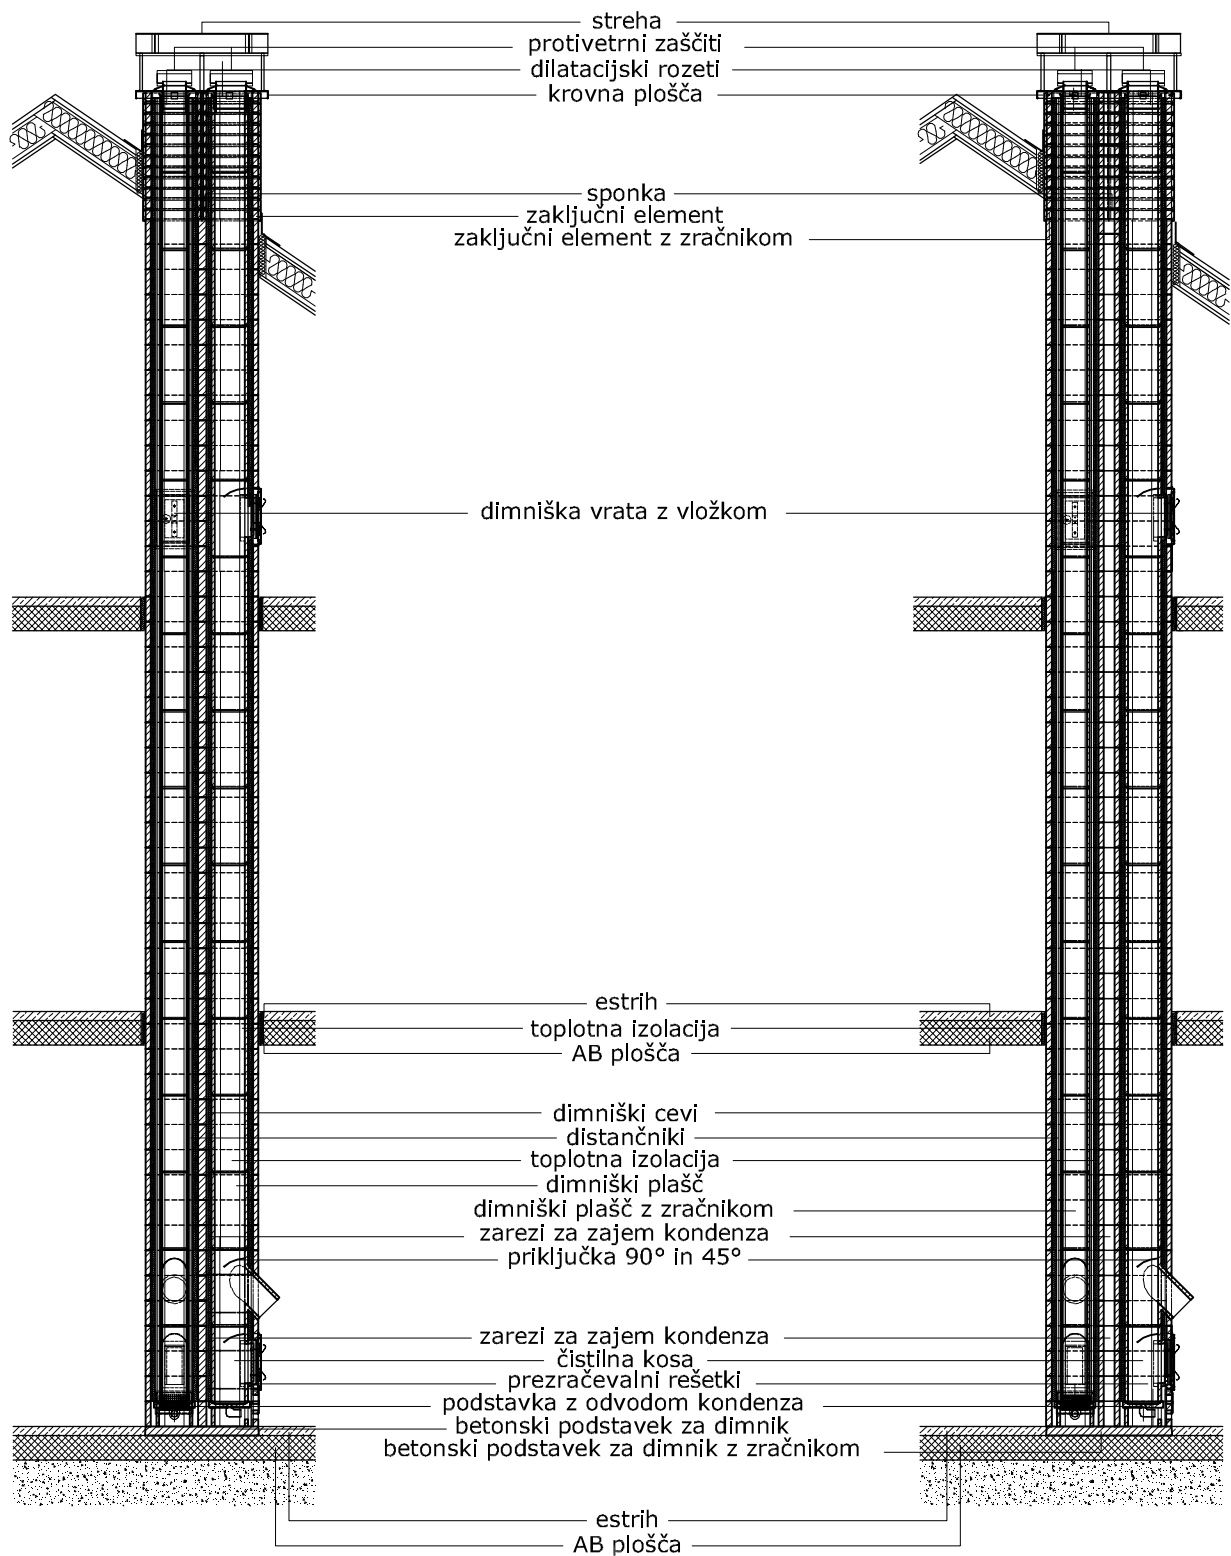 streha
protivetrni zaščiti
dilatacijski rozeti
krovna plošča
sponka
zaključni element
zaključni element z zračnikom
dimniška vrata z vložkom
estrih
toplotna izolacija
AB plošča
dimniški cevi
distančniki
toplotna izolacija
dimniški plašč
dimniški plašč z zračnikom
zarezi za zajem kondenza
priključka 90° in 45°
zarezi za zajem kondenza
čistilna kosa
prezračevalni rešetki
podstavka z odvodom kondenza
betonski podstavek za dimnik
betonski podstavek za dimnik z zračnikom
estrih
AB plošča